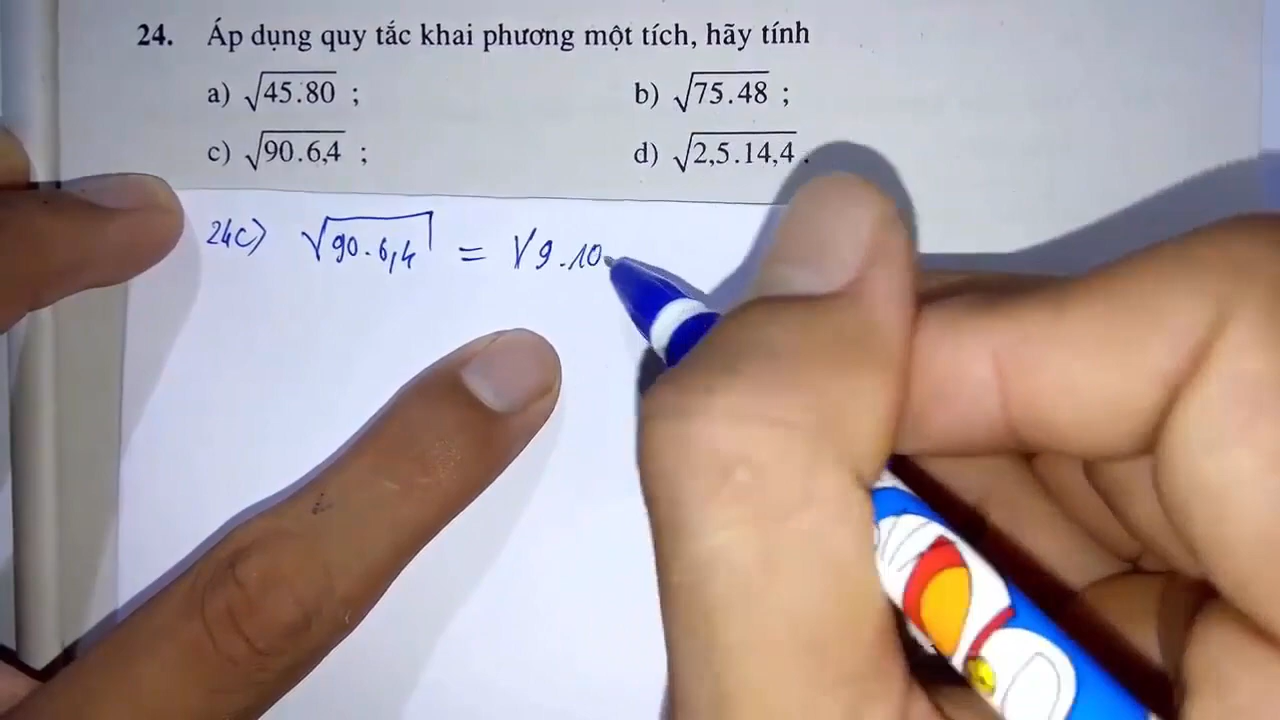 24. Áp dụng quy tắc khai phương một tích, hãy tính
a) √45.80 ; b) √75.48 ;
c) √90.6,4 ; d) √2,5.14,4 .
24c) √90.6,4 = √9.10